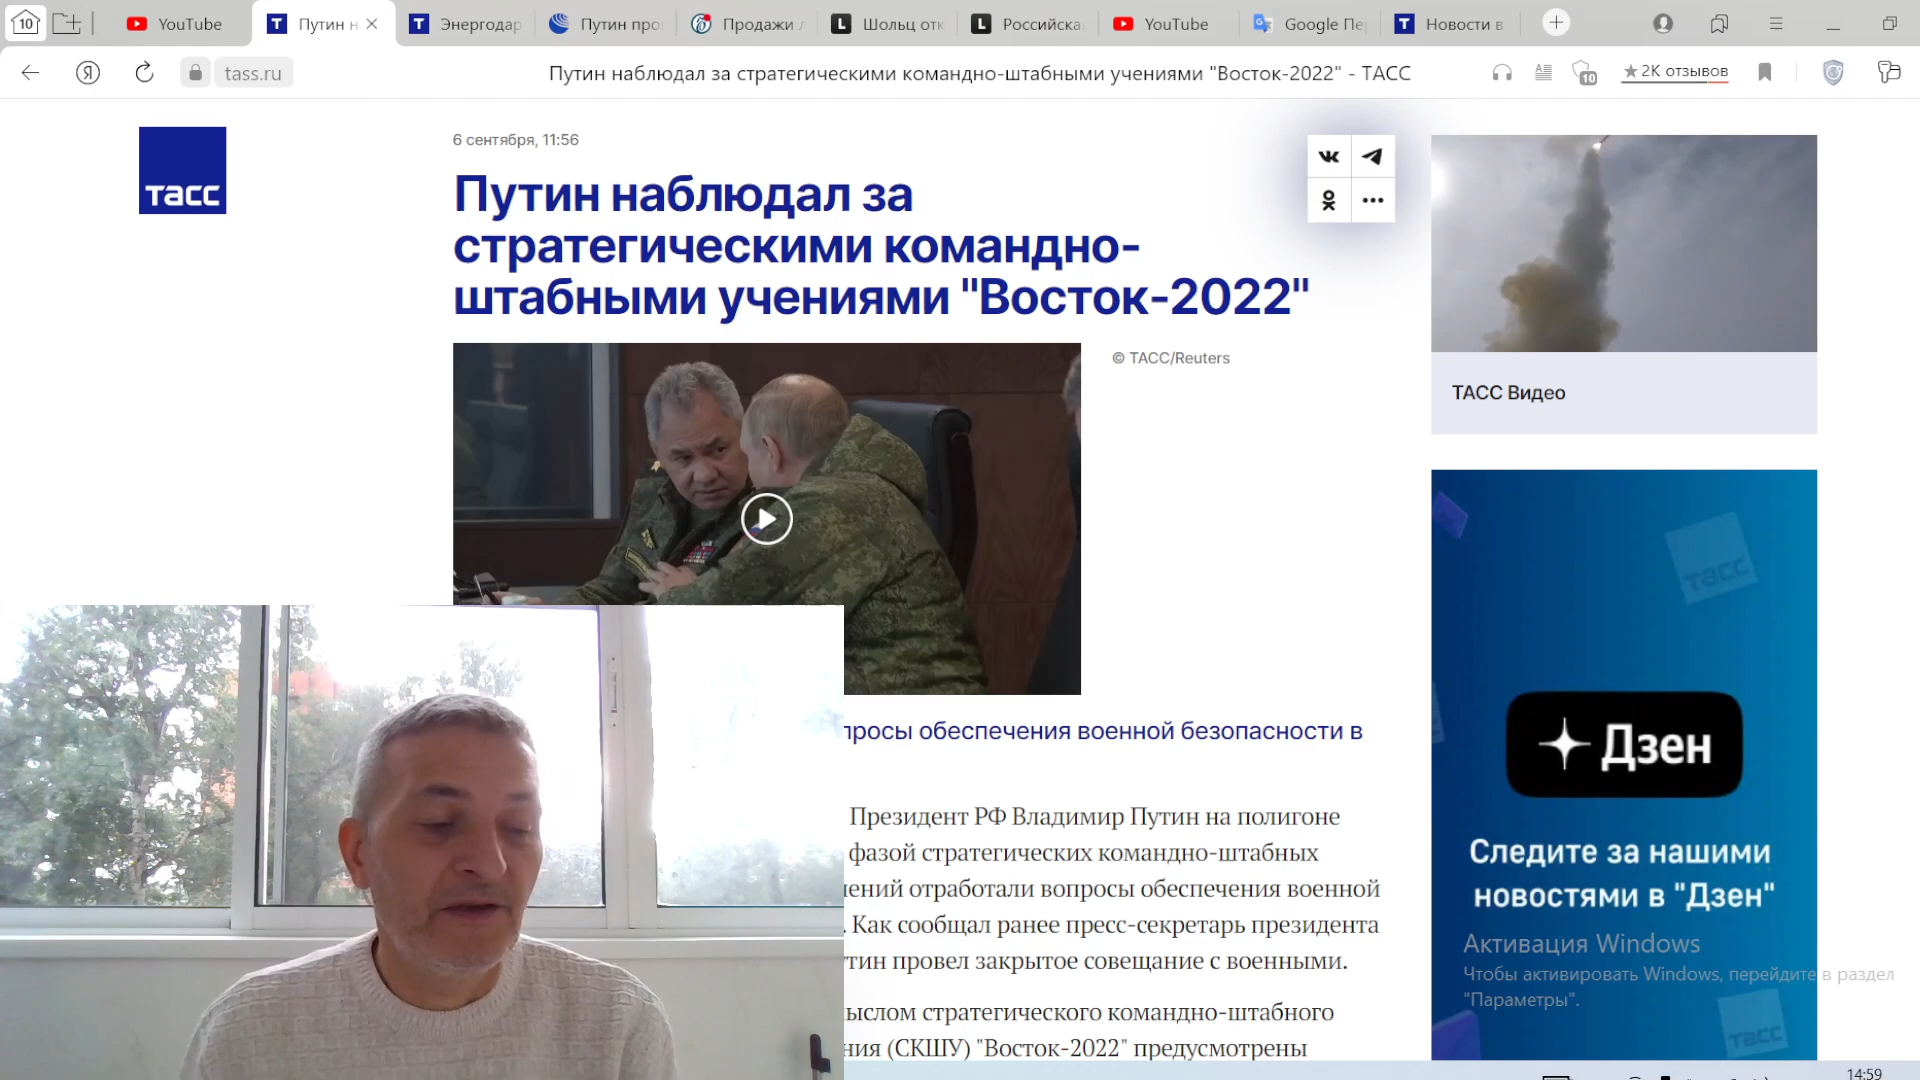 10
YouTube
Путин н
Энергодар
Путин про
Продажи л
Шольц отк
Российска
YouTube
Google Пе
Новости в
Я
tass.ru
Путин наблюдал за стратегическими командно-штабными учениями "Восток-2022" - ТАСС
10
★ 2К отзывов
6 сентября, 11:56
ТАСС
Путин наблюдал за
стратегическими командно-
штабными учениями "Восток-2022"
© ТАСС/Reuters
ТАСС Видео
просы обеспечения военной безопасности в
Президент РФ Владимир Путин на полигоне
фазой стратегических командно-штабных
ений отработали вопросы обеспечения военной
. Как сообщал ранее пресс-секретарь президента
тин провел закрытое совещание с военными.
ыслом стратегического командно-штабного
ния (СКШУ) "Восток-2022" предусмотрены
ТАСС
Дзен
Следите за нашими
новостями в "Дзен"
Активация Windows
Чтобы активировать Windows, перейдите в раздел
"Параметры".
ТАСС
14:59